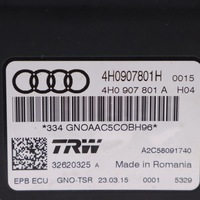 4H0907801H 0015
4H0 907 801 A H04
*334 GNOAAC5COBH96*
TRW A2C58091740
32620325 A Made in Romania
EPB ECU GNO-TSR 23.03.15 0001 5329